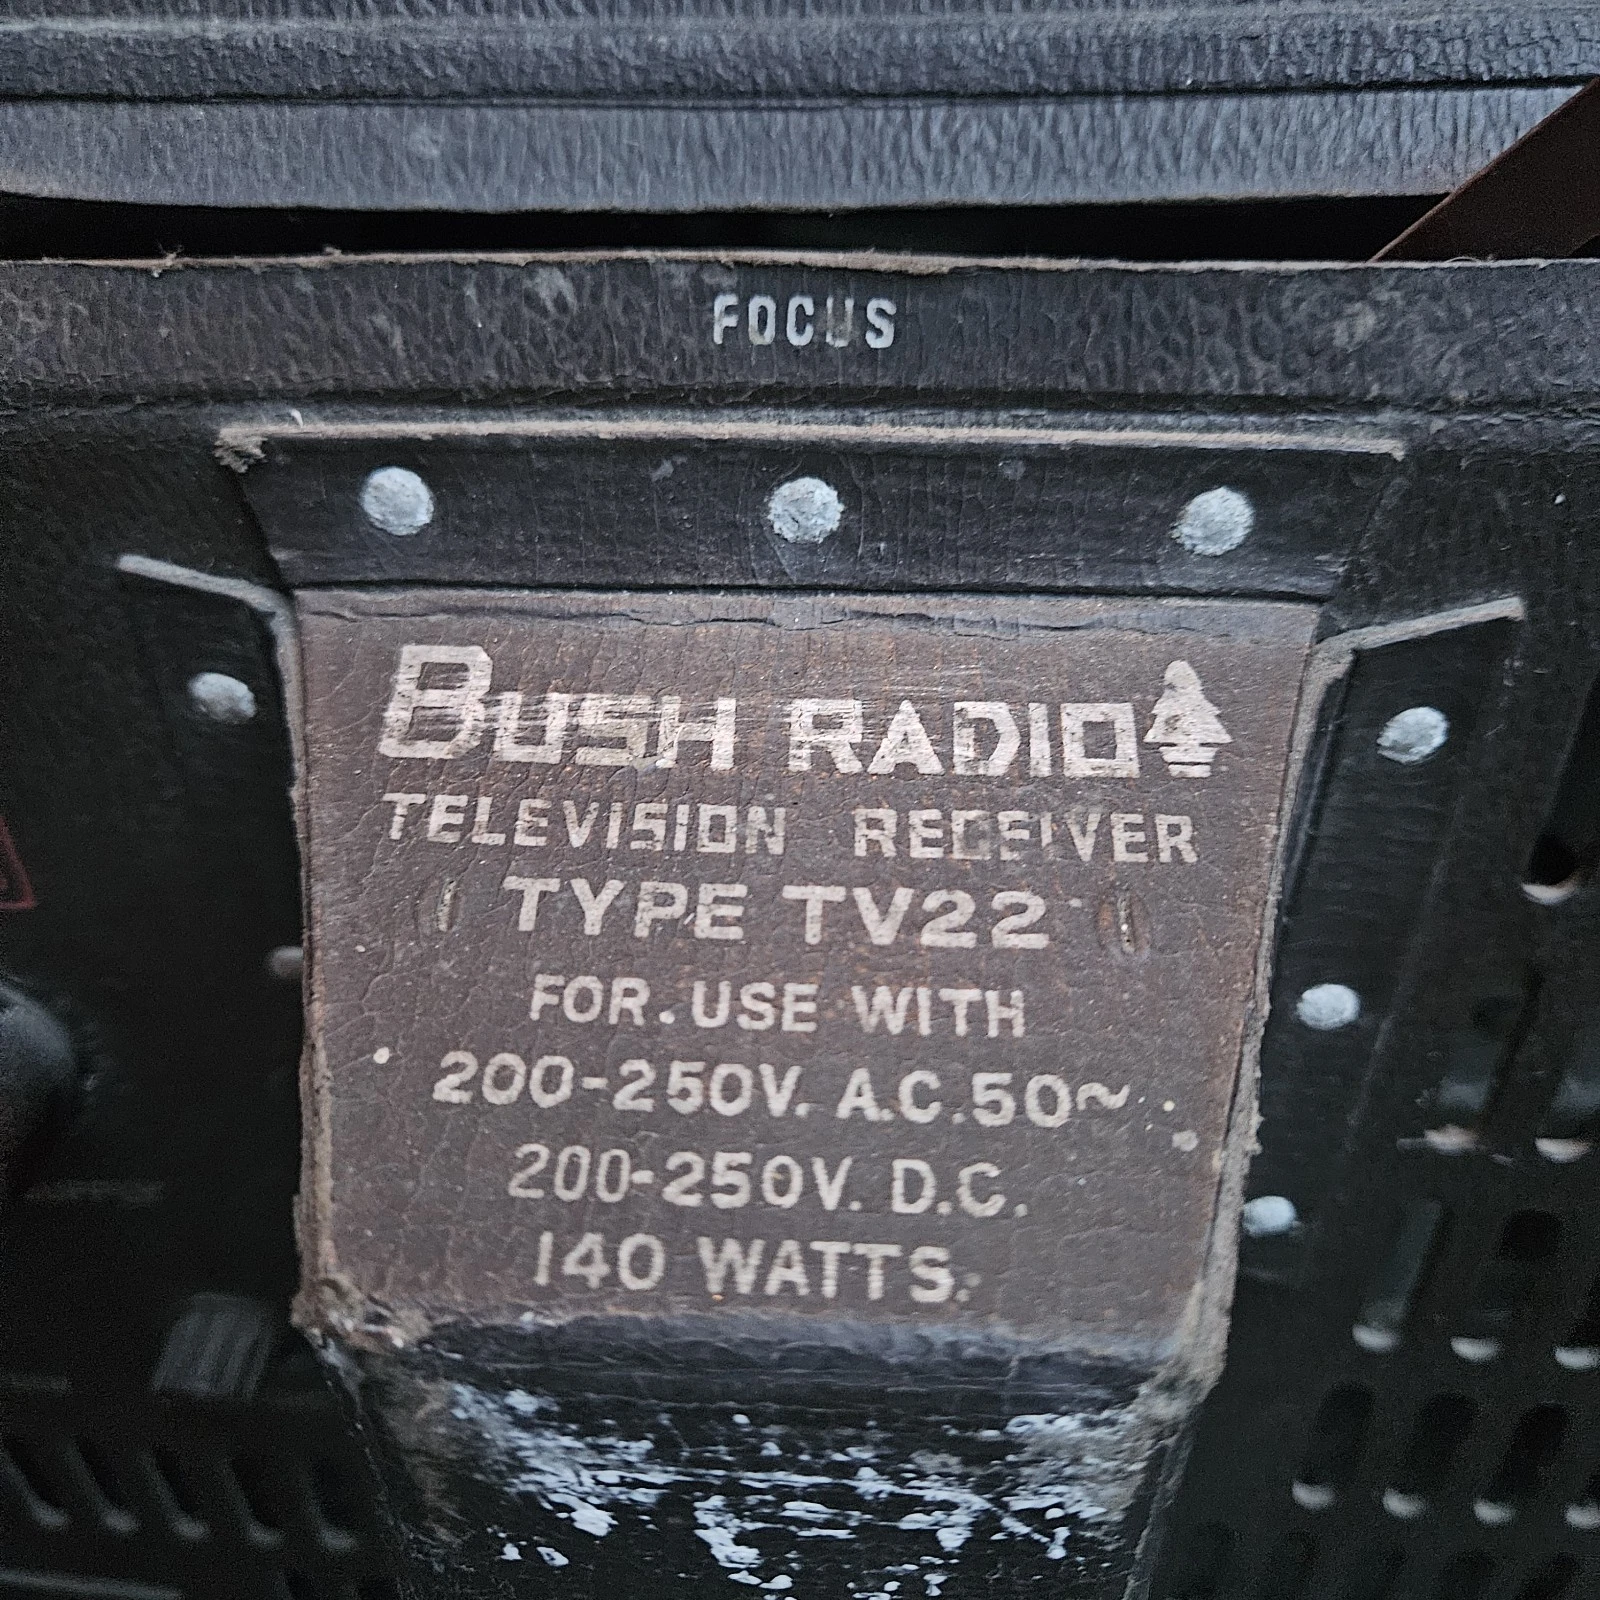 FOCUS
BUSH RADIO
TELEVISION RECEIVER
TYPE TV22
FOR.USE WITH
200-250V. A.C.50~
200-250V. D.C.
140 WATTS.